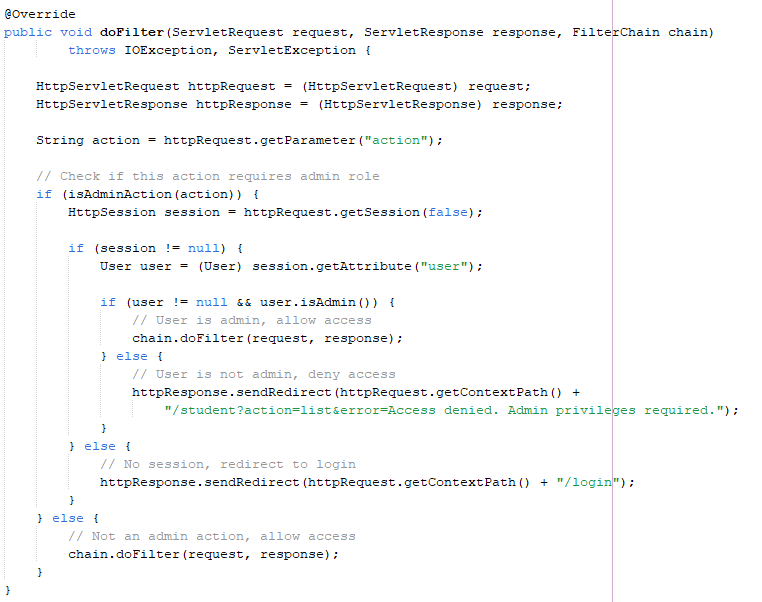 @Override
public void doFilter(ServletRequest request, ServletResponse response, FilterChain chain)
        throws IOException, ServletException {

    HttpServletRequest httpRequest = (HttpServletRequest) request;
    HttpServletResponse httpResponse = (HttpServletResponse) response;

    String action = httpRequest.getParameter("action");

    // Check if this action requires admin role
    if (isAdminAction(action)) {
        HttpSession session = httpRequest.getSession(false);

        if (session != null) {
            User user = (User) session.getAttribute("user");

            if (user != null && user.isAdmin()) {
                // User is admin, allow access
                chain.doFilter(request, response);
            } else {
                // User is not admin, deny access
                httpResponse.sendRedirect(httpRequest.getContextPath() +
                    "/student?action=list&error=Access denied. Admin privileges required.");
            }
        } else {
            // No session, redirect to login
            httpResponse.sendRedirect(httpRequest.getContextPath() + "/login");
        }
    } else {
        // Not an admin action, allow access
        chain.doFilter(request, response);
    }
}